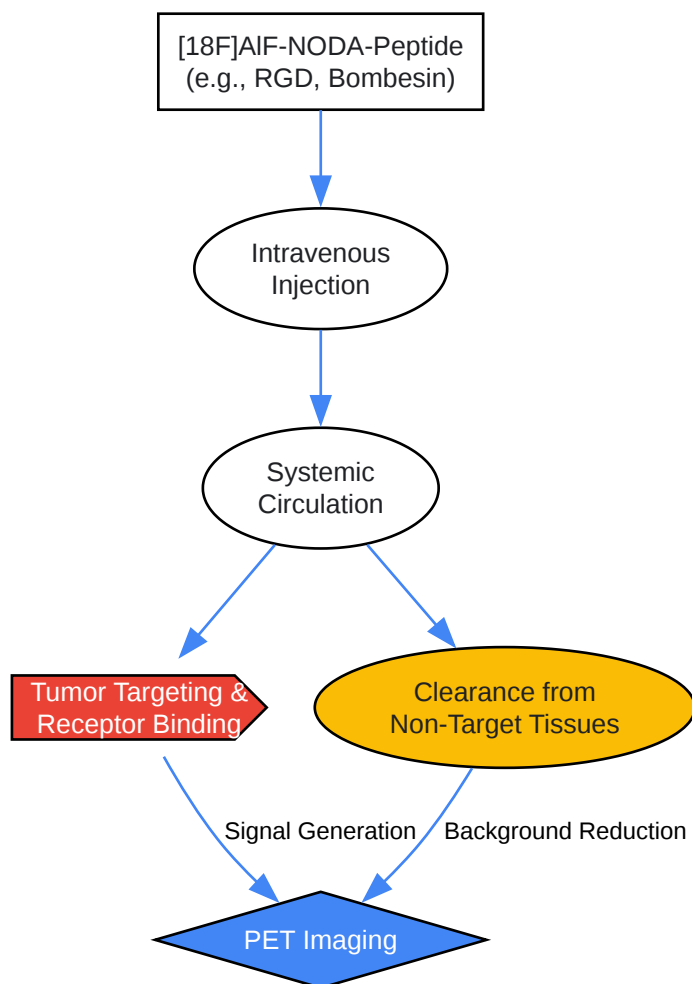 [18F]AlF-NODA-Peptide
(e.g., RGD, Bombesin)
Intravenous
Injection
Systemic
Circulation
Tumor Targeting &
Receptor Binding
Clearance from
Non-Target Tissues
Signal Generation
Background Reduction
PET Imaging